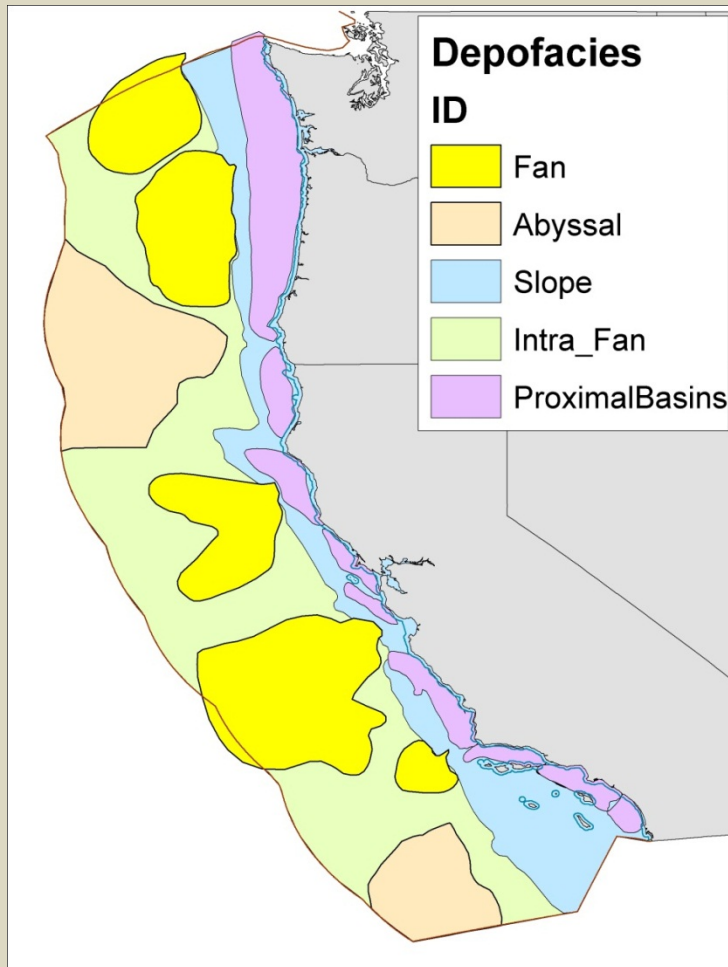 Depofacies
ID
Fan
Abyssal
Slope
Intra_Fan
ProximalBasins